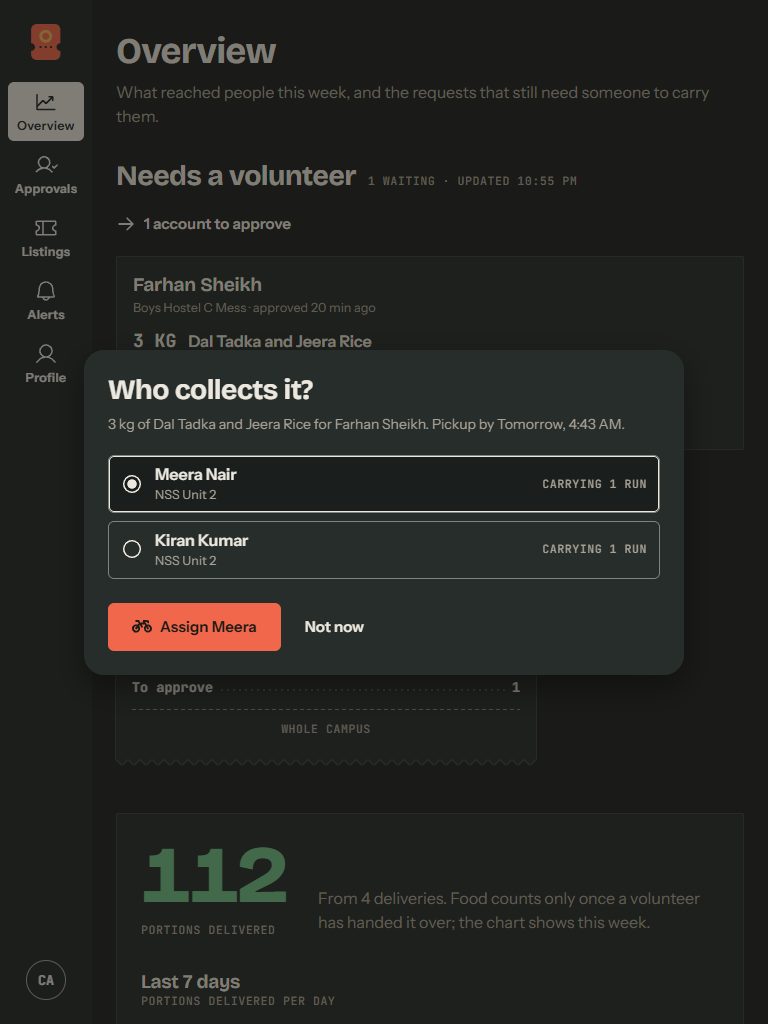 Overview
What reached people this week, and the requests that still need someone to carry
them.
Needs a volunteer 1 WAITING · UPDATED 10:55 PM
→ 1 account to approve
Farhan Sheikh
Boys Hostel C Mess · approved 20 min ago
3 KG Dal Tadka and Jeera Rice
Who collects it?
3 kg of Dal Tadka and Jeera Rice for Farhan Sheikh. Pickup by Tomorrow, 4:43 AM.
Meera Nair
NSS Unit 2
CARRYING 1 RUN
Kiran Kumar
NSS Unit 2
CARRYING 1 RUN
Assign Meera
Not now
To approve 1
WHOLE CAMPUS
112
PORTIONS DELIVERED
From 4 deliveries. Food counts only once a volunteer
has handed it over; the chart shows this week.
Last 7 days
PORTIONS DELIVERED PER DAY
Overview
Approvals
Listings
Alerts
Profile
CA